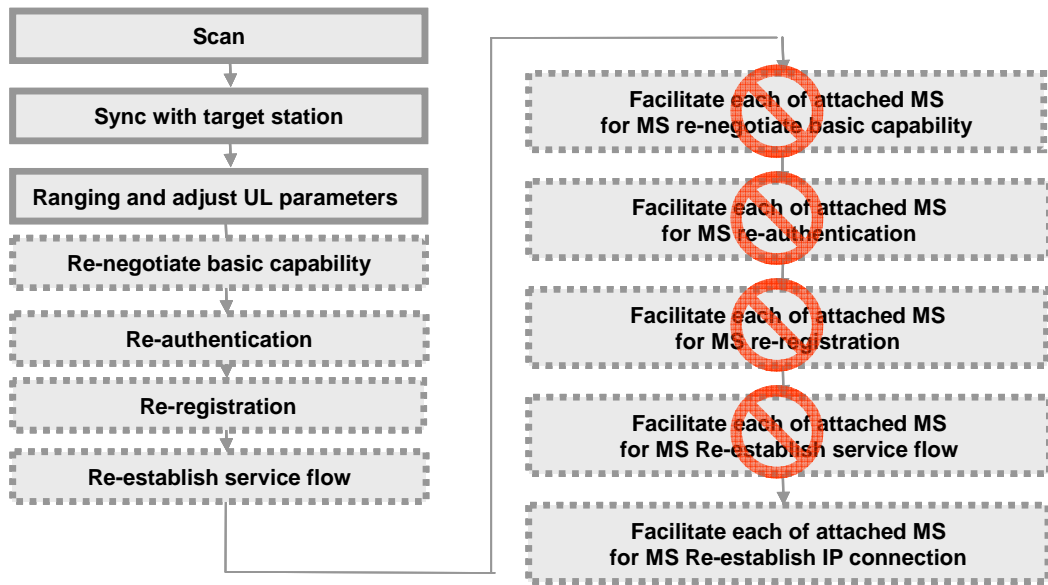 Scan
Sync with target station
Ranging and adjust UL parameters
Re-negotiate basic capability
Re-authentication
Re-registration
Re-establish service flow
Facilitate each of attached MS
for MS re-negotiate basic capability
Facilitate each of attached MS
for MS re-authentication
Facilitate each of attached MS
for MS re-registration
Facilitate each of attached MS
for MS Re-establish service flow
Facilitate each of attached MS
for MS Re-establish IP connection